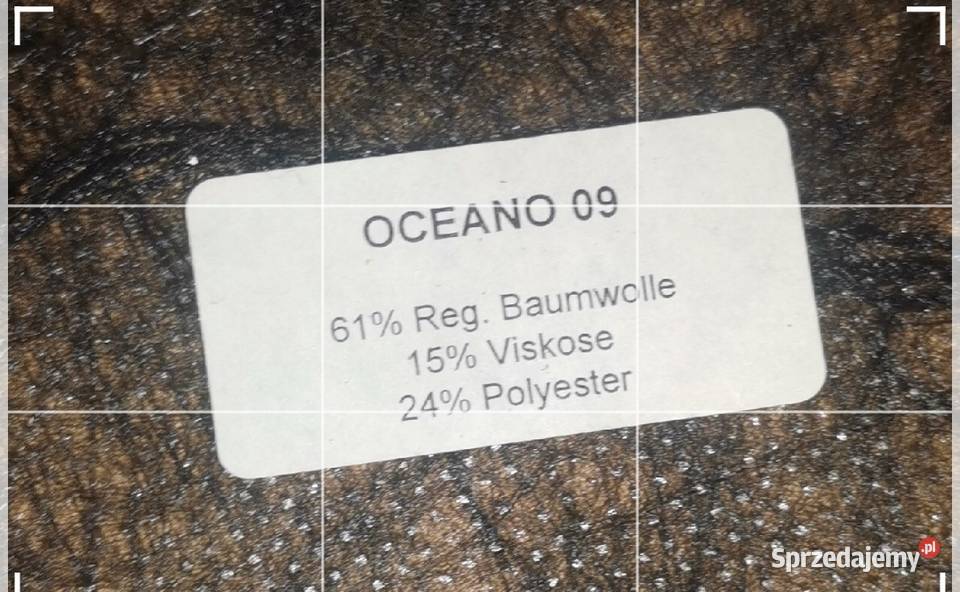 OCEANO 09
61% Reg. Baumwolle
15% Viskose
24% Polyester
Sprzedajemy.pl